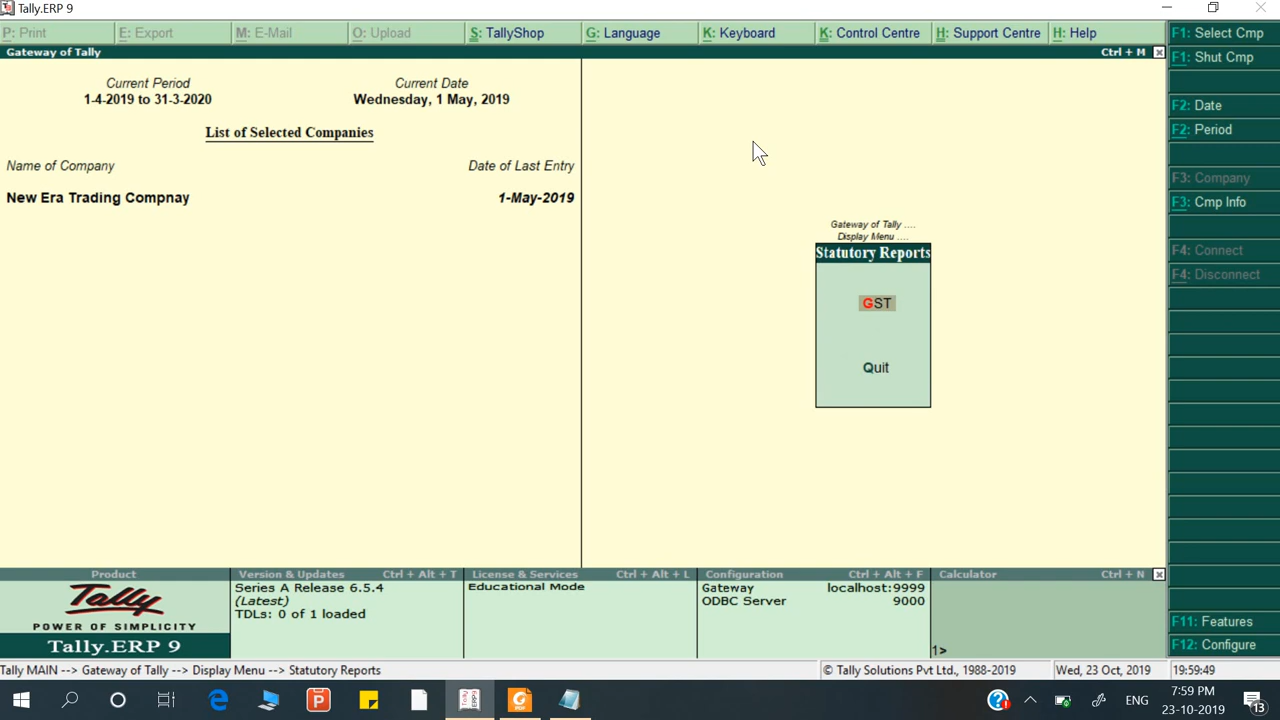 Tally.ERP 9
P: Print
E: Export
M: E-Mail
O: Upload
S: TallyShop
G: Language
K: Keyboard
K: Control Centre
H: Support Centre
H: Help
Gateway of Tally
Ctrl + M
Current Period
1-4-2019 to 31-3-2020
Current Date
Wednesday, 1 May, 2019
List of Selected Companies
Name of Company
Date of Last Entry
New Era Trading Compnay
1-May-2019
Gateway of Tally ....
Display Menu ....
Statutory Reports
GST
Quit
F1: Select Cmp
F1: Shut Cmp
F2: Date
F2: Period
F3: Company
F3: Cmp Info
F4: Connect
F4: Disconnect
F11: Features
F12: Configure
Product
Tally
POWER OF SIMPLICITY
Tally.ERP 9
Version & Updates
Ctrl + Alt + T
Series A Release 6.5.4
(Latest)
TDLs: 0 of 1 loaded
License & Services
Ctrl + Alt + L
Educational Mode
Configuration
Ctrl + Alt + F
Gateway
localhost:9999
ODBC Server
9000
Calculator
Ctrl + N
1>
Tally MAIN --> Gateway of Tally --> Display Menu --> Statutory Reports
© Tally Solutions Pvt Ltd., 1988-2019
Wed, 23 Oct, 2019
19:59:49
ENG
7:59 PM
23-10-2019
13